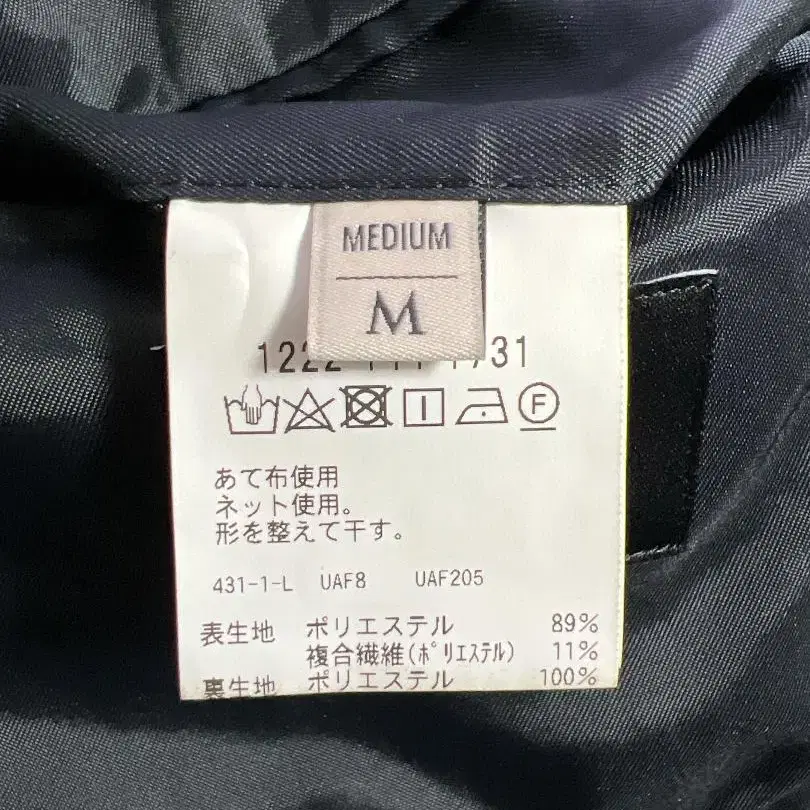 MEDIUM
M
1222 731
F
あて布使用
ネット使用。
形を整えて干す。
431-1-L UAF8 UAF205
表生地 ポリエステル 89%
複合繊維(ポリエステル) 11%
裏生地 ポリエステル 100%